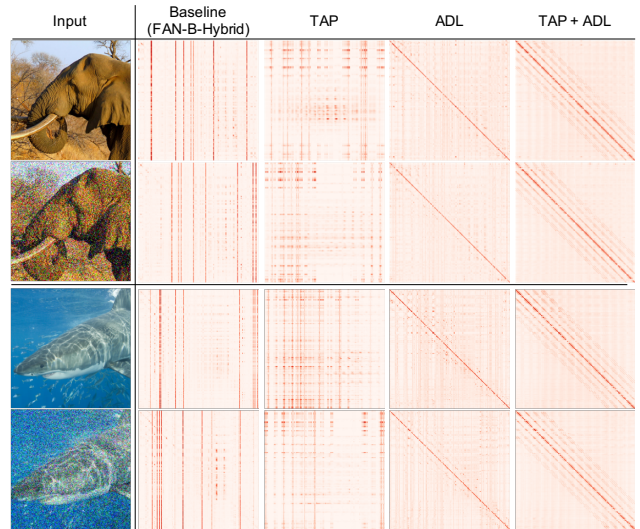 Input
Baseline
(FAN-B-Hybrid)
TAP
ADL
TAP + ADL